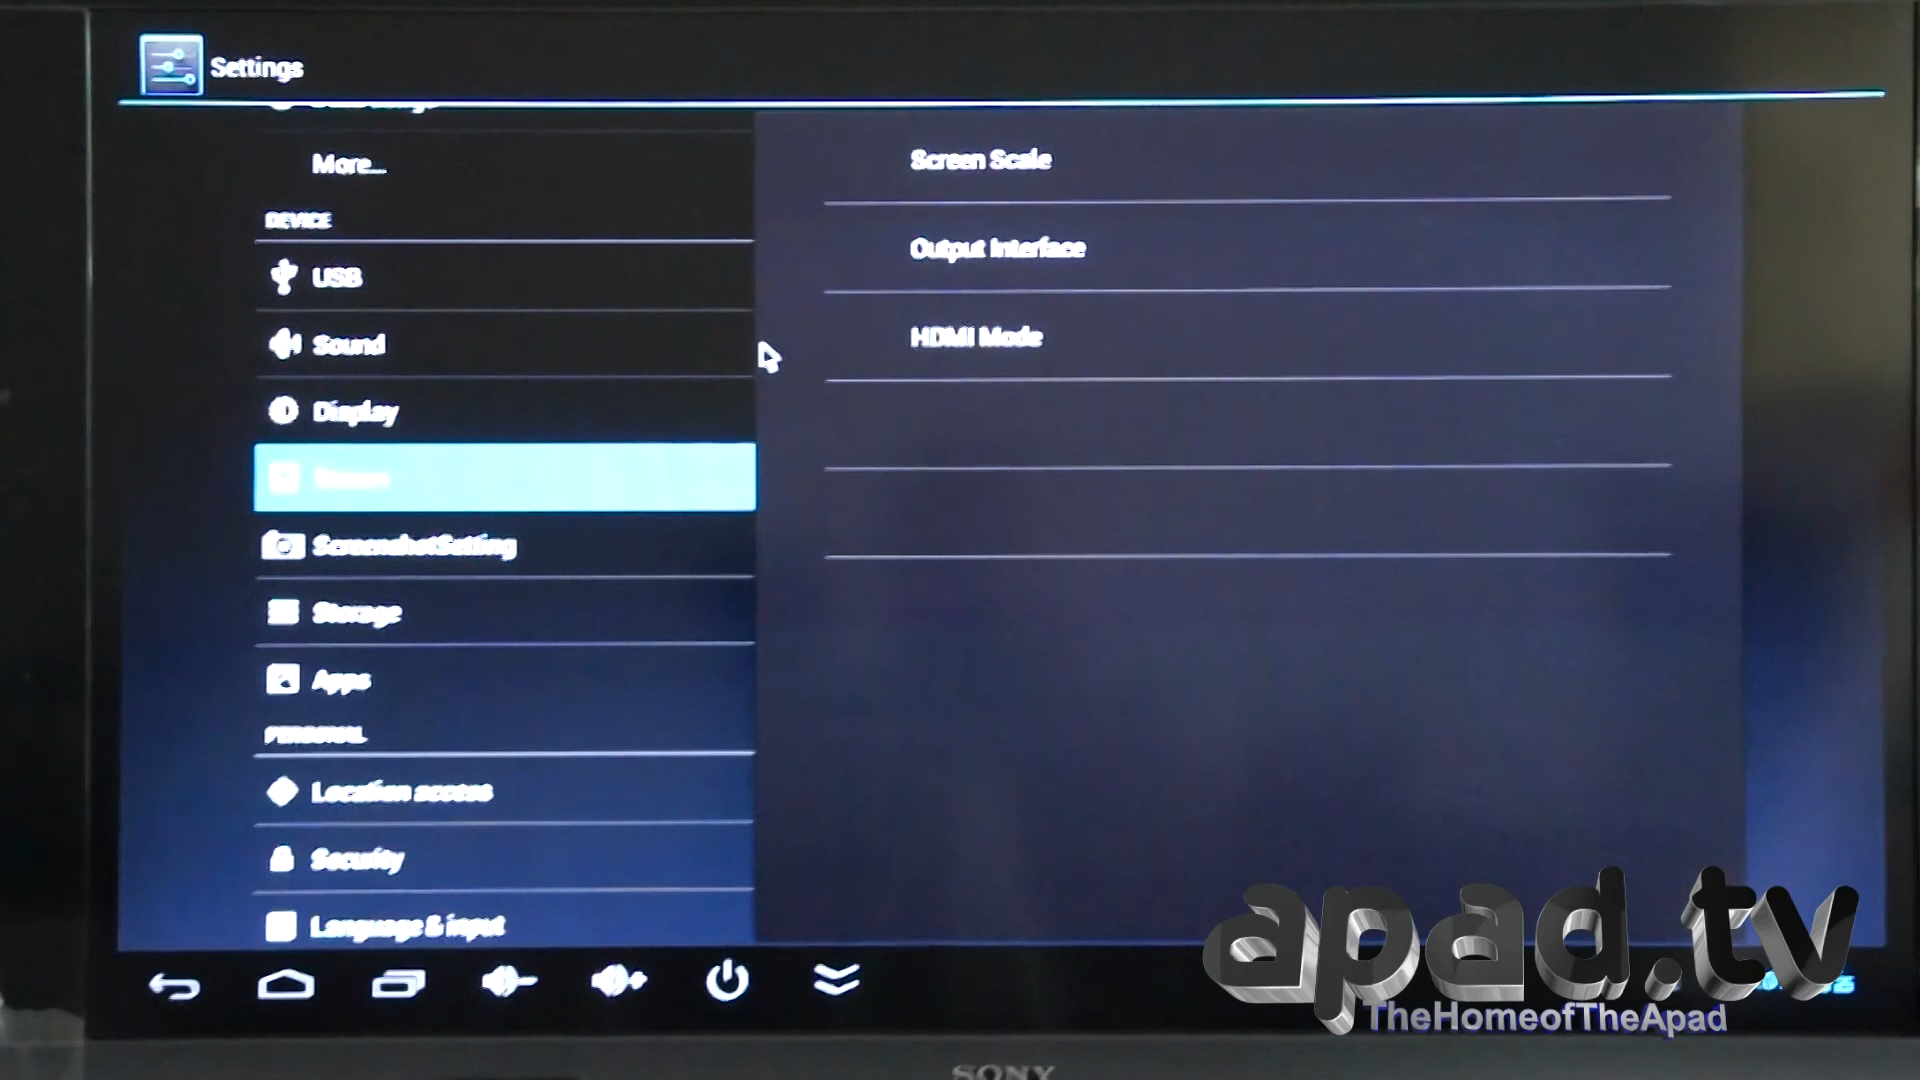 Settings
More...
DEVICE
USB
Sound
Display
Screen
ScreenshotSetting
Storage
Apps
PERSONAL
Location access
Security
Language & input
Screen Scale
Output Interface
HDMI Mode
apad.tv
TheHomeofTheApad
SONY